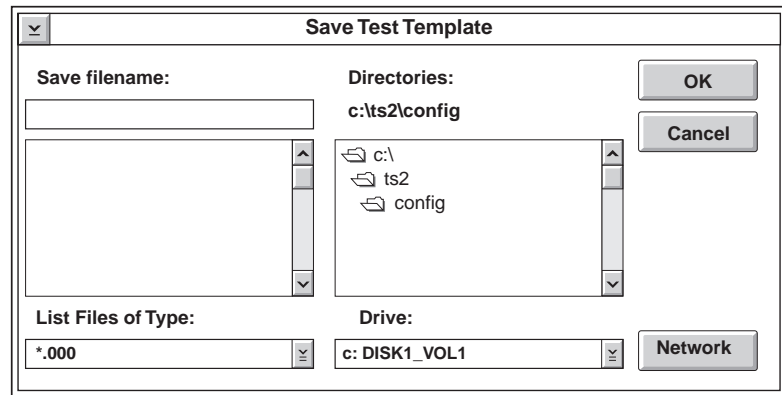 Save Test Template
Save filename:
Directories:
OK
c:\ts2\config
Cancel
c:\
ts2
config
List Files of Type:
Drive:
*.000
c: DISK1_VOL1
Network